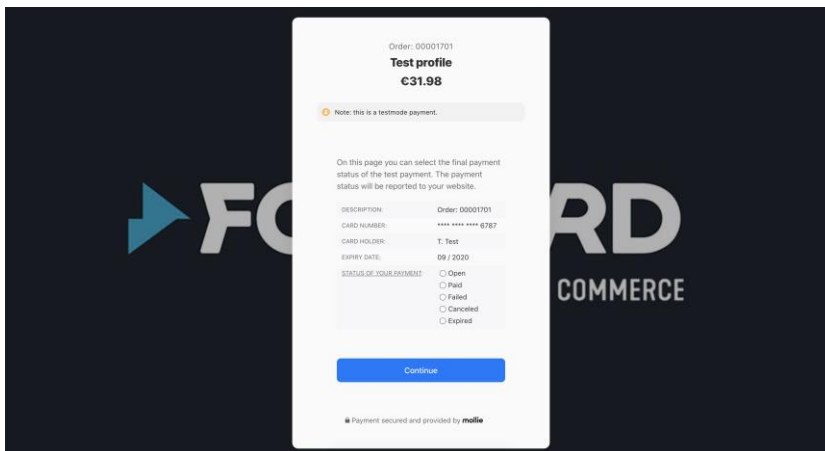 Order: 00001701
Test profile
€31.98
Note: this is a testmode payment.
On this page you can select the final payment
status of the test payment. The payment
status will be reported to your website.
DESCRIPTION: Order: 00001701
CARD NUMBER: **** **** **** 6787
CARD HOLDER: T. Test
EXPIRY DATE: 09 / 2020
STATUS OF YOUR PAYMENT: Open
Paid
Failed
Canceled
Expired
Continue
Payment secured and provided by mollie
COMMERCE